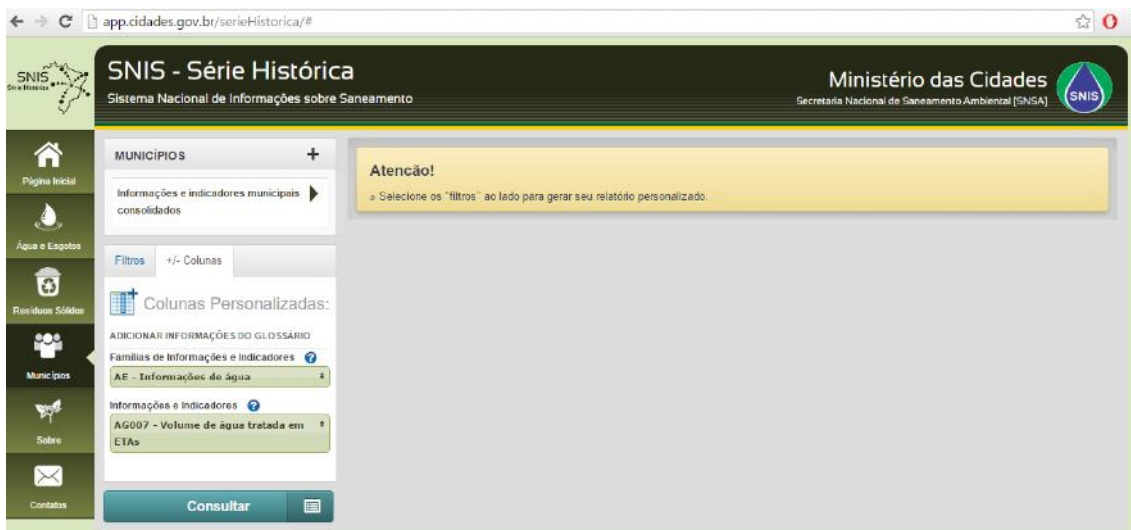 app.cidades.gov.br/serieHistorica/#
SNIS
Série Histórica
SNIS - Série Histórica
Sistema Nacional de Informações sobre Saneamento
Ministério das Cidades
Secretaria Nacional de Saneamento Ambiental [SNSA]
SNIS
Página Inicial
Água e Esgotos
Resíduos Sólidos
Municípios
Sobre
Contatos
MUNICÍPIOS
Informações e indicadores municipais
consolidados
Filtros +/- Colunas
Colunas Personalizadas:
ADICIONAR INFORMAÇÕES DO GLOSSÁRIO
Famílias de Informações e Indicadores
AE - Informações de água
Informações e Indicadores
AG007 - Volume de água tratada em
ETAs
Consultar
Atencão!
» Selecione os "filtros" ao lado para gerar seu relatório personalizado.